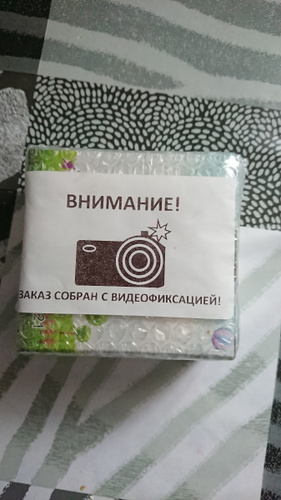 ВНИМАНИЕ!
ЗАКАЗ СОБРАН С ВИДЕОФИКСАЦИЕЙ!